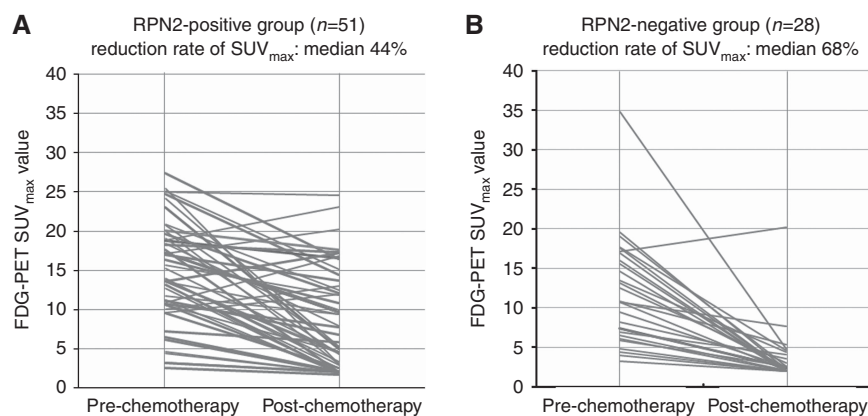 A
RPN2-positive group (n=51)
reduction rate of SUVmax: median 44%
FDG-PET SUVmax value
40
35
30
25
20
15
10
5
0
Pre-chemotherapy Post-chemotherapy
B
RPN2-negative group (n=28)
reduction rate of SUVmax: median 68%
FDG-PET SUVmax value
40
35
30
25
20
15
10
5
0
Pre-chemotherapy Post-chemotherapy